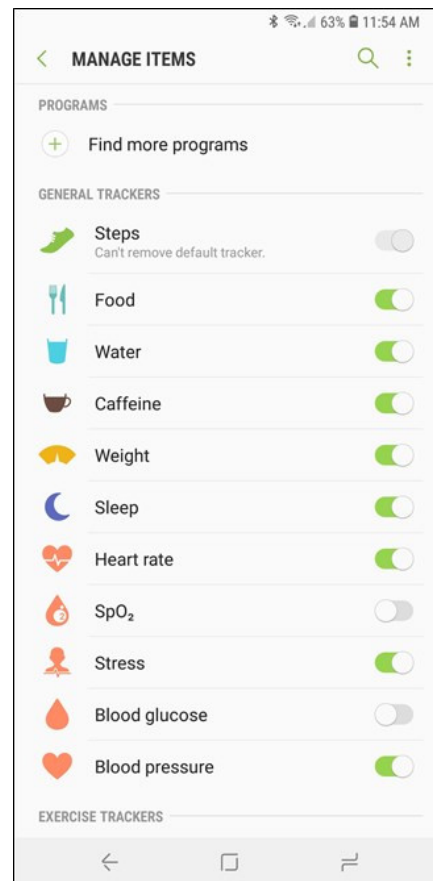 63% 11:54 AM
MANAGE ITEMS
PROGRAMS
Find more programs
GENERAL TRACKERS
Steps
Can't remove default tracker.
Food
Water
Caffeine
Weight
Sleep
Heart rate
2
SpO₂
Stress
Blood glucose
Blood pressure
EXERCISE TRACKERS